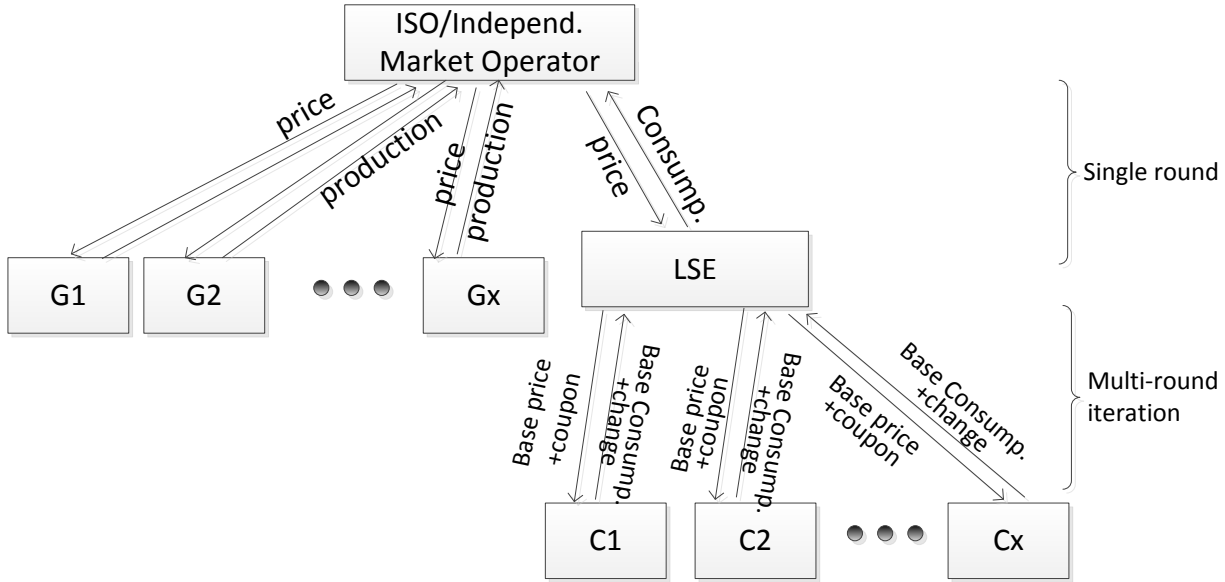 ISO/Independ.
Market Operator
price
production
price
production
price
Consump.
Single round
G1
G2
Gx
LSE
Base price
+coupon
Base Consump.
+change
Base price
+coupon
Base Consump.
+change
Base price
+coupon
Base Consump.
+change
Multi-round
iteration
C1
C2
Cx